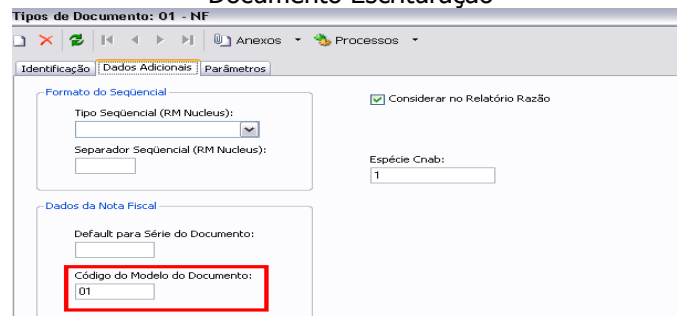 Documento Escrituração
Tipos de Documento: 01 - NF
Anexos Processos
Identificação Dados Adicionais Parâmetros
Formato do Seqüencial
Considerar no Relatório Razão
Tipo Seqüencial (RM Nucleus):
Separador Seqüencial (RM Nucleus):
Espécie Cnab:
1
Dados da Nota Fiscal
Default para Série do Documento:
Código do Modelo do Documento:
01